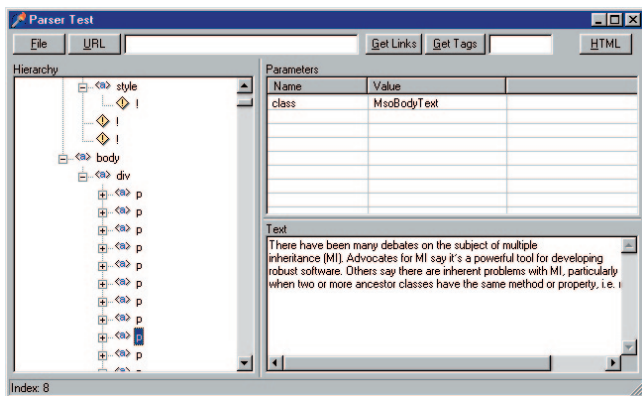 Parser Test
File URL Get Links Get Tags HTML
Hierarchy
style
!
!
!
body
div
p
p
p
p
p
p
p
p
p
p
Parameters
Name Value
class MsoBodyText
Text
There have been many debates on the subject of multiple
inheritance (MI). Advocates for MI say it's a powerful tool for developing
robust software. Others say there are inherent problems with MI, particularly
when two or more ancestor classes have the same method or property, i.e.
Index: 8